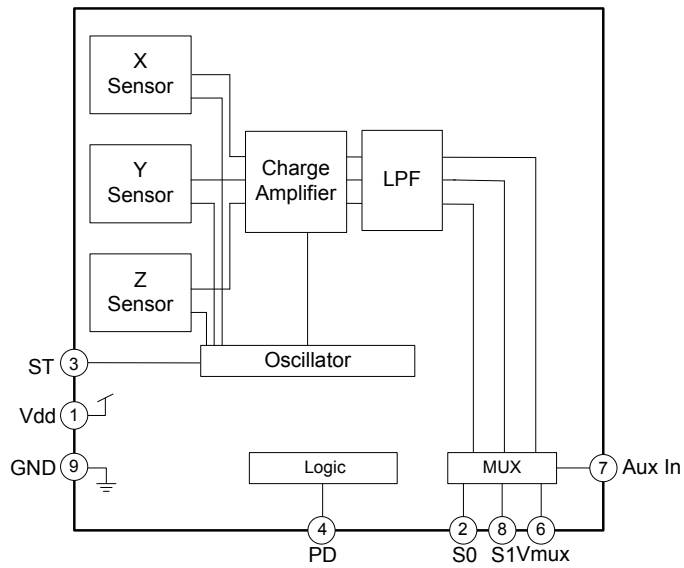 X
Sensor
Y
Sensor
Z
Sensor
Charge
Amplifier
LPF
Oscillator
ST 3
Vdd 1
GND 9
Logic
MUX
7 Aux In
4
PD
2 8 6
S0 S1 Vmux